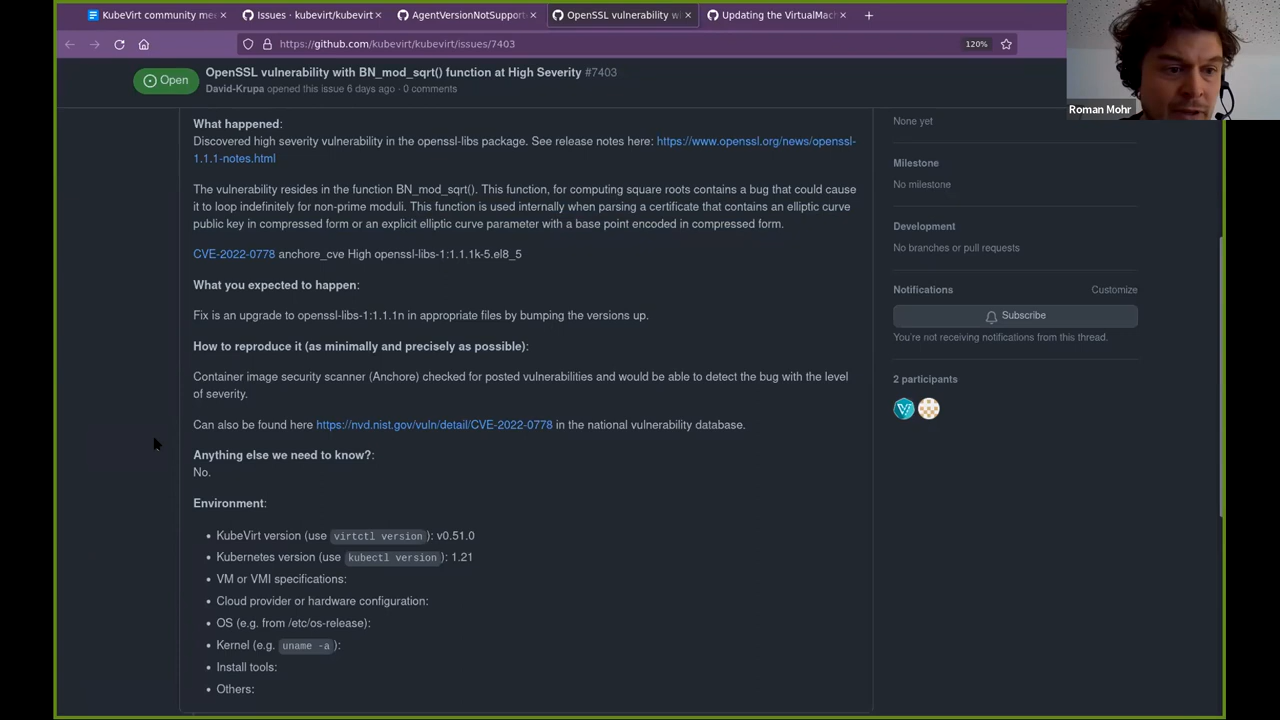 KubeVirt community mee
Issues · kubevirt/kubevirt
AgentVersionNotSupport
OpenSSL vulnerability wi
Updating the VirtualMac
https://github.com/kubevirt/kubevirt/issues/7403
120%
Open
OpenSSL vulnerability with BN_mod_sqrt() function at High Severity #7403
David-Krupa opened this issue 6 days ago · 0 comments
Roman Mohr
What happened:
Discovered high severity vulnerability in the openssl-libs package. See release notes here: https://www.openssl.org/news/openssl-
1.1.1-notes.html
The vulnerability resides in the function BN_mod_sqrt(). This function, for computing square roots contains a bug that could cause
it to loop indefinitely for non-prime moduli. This function is used internally when parsing a certificate that contains an elliptic curve
public key in compressed form or an explicit elliptic curve parameter with a base point encoded in compressed form.
CVE-2022-0778 anchore_cve High openssl-libs-1:1.1.1k-5.el8_5
What you expected to happen:
Fix is an upgrade to openssl-libs-1:1.1.1n in appropriate files by bumping the versions up.
How to reproduce it (as minimally and precisely as possible):
Container image security scanner (Anchore) checked for posted vulnerabilities and would be able to detect the bug with the level
of severity.
Can also be found here https://nvd.nist.gov/vuln/detail/CVE-2022-0778 in the national vulnerability database.
Anything else we need to know?:
No.
Environment:
• KubeVirt version (use virtctl version ): v0.51.0
• Kubernetes version (use kubectl version ): 1.21
• VM or VMI specifications:
• Cloud provider or hardware configuration:
• OS (e.g. from /etc/os-release):
• Kernel (e.g. uname -a ):
• Install tools:
• Others:
None yet
Milestone
No milestone
Development
No branches or pull requests
Notifications
Customize
Subscribe
You're not receiving notifications from this thread.
2 participants